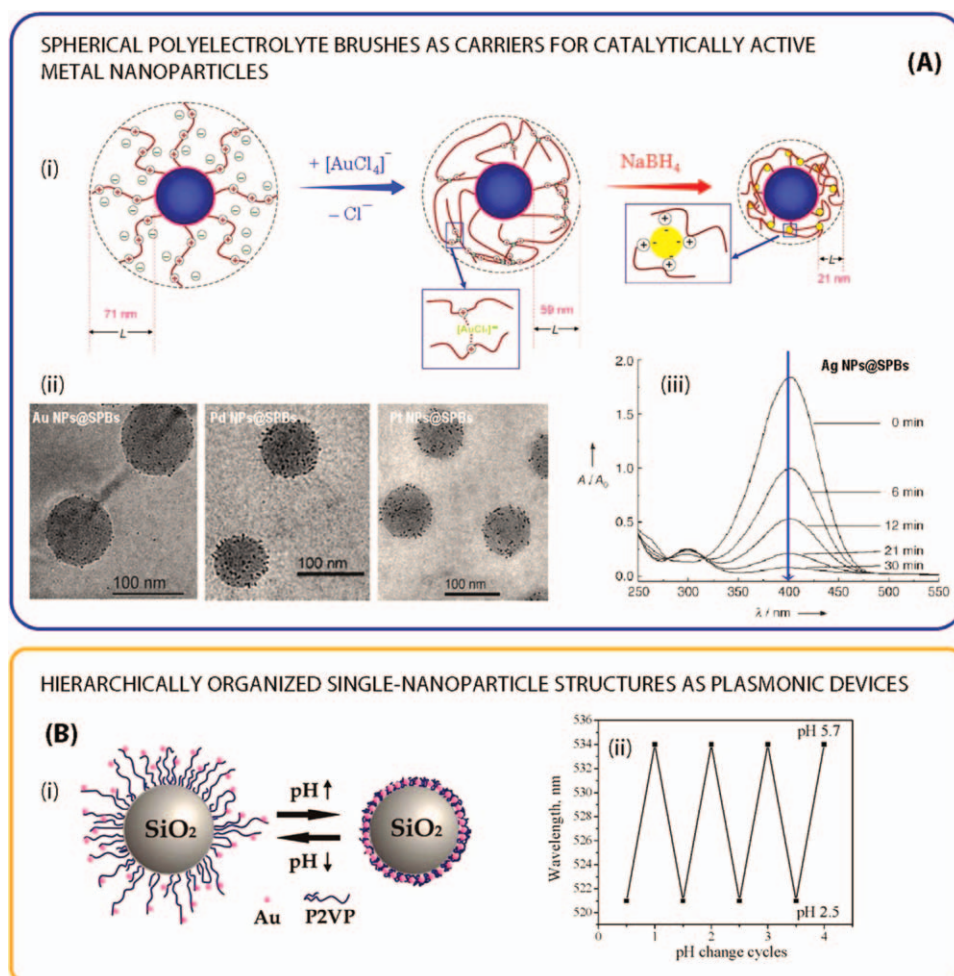 SPHERICAL POLYELECTROLYTE BRUSHES AS CARRIERS FOR CATALYTICALLY ACTIVE
METAL NANOPARTICLES
(A)
(i)
+ [AuCl4]−
− Cl−
NaBH4
71 nm
L
59 nm
L
21 nm
L
(ii)
Au NPs@SPBs
100 nm
Pd NPs@SPBs
100 nm
Pt NPs@SPBs
100 nm
(iii)
Ag NPs@SPBs
2.0
1.5
1.0
0.5
0.0
A / A0
0 min
6 min
12 min
21 min
30 min
250 300 350 400 450 500 550
λ / nm
HIERARCHICALLY ORGANIZED SINGLE-NANOPARTICLE STRUCTURES AS PLASMONIC DEVICES
(B)
(i)
SiO2
pH ↑
pH ↓
SiO2
Au P2VP
(ii)
536
534
532
530
528
526
524
522
520
Wavelength, nm
pH 5.7
pH 2.5
0 1 2 3 4
pH change cycles